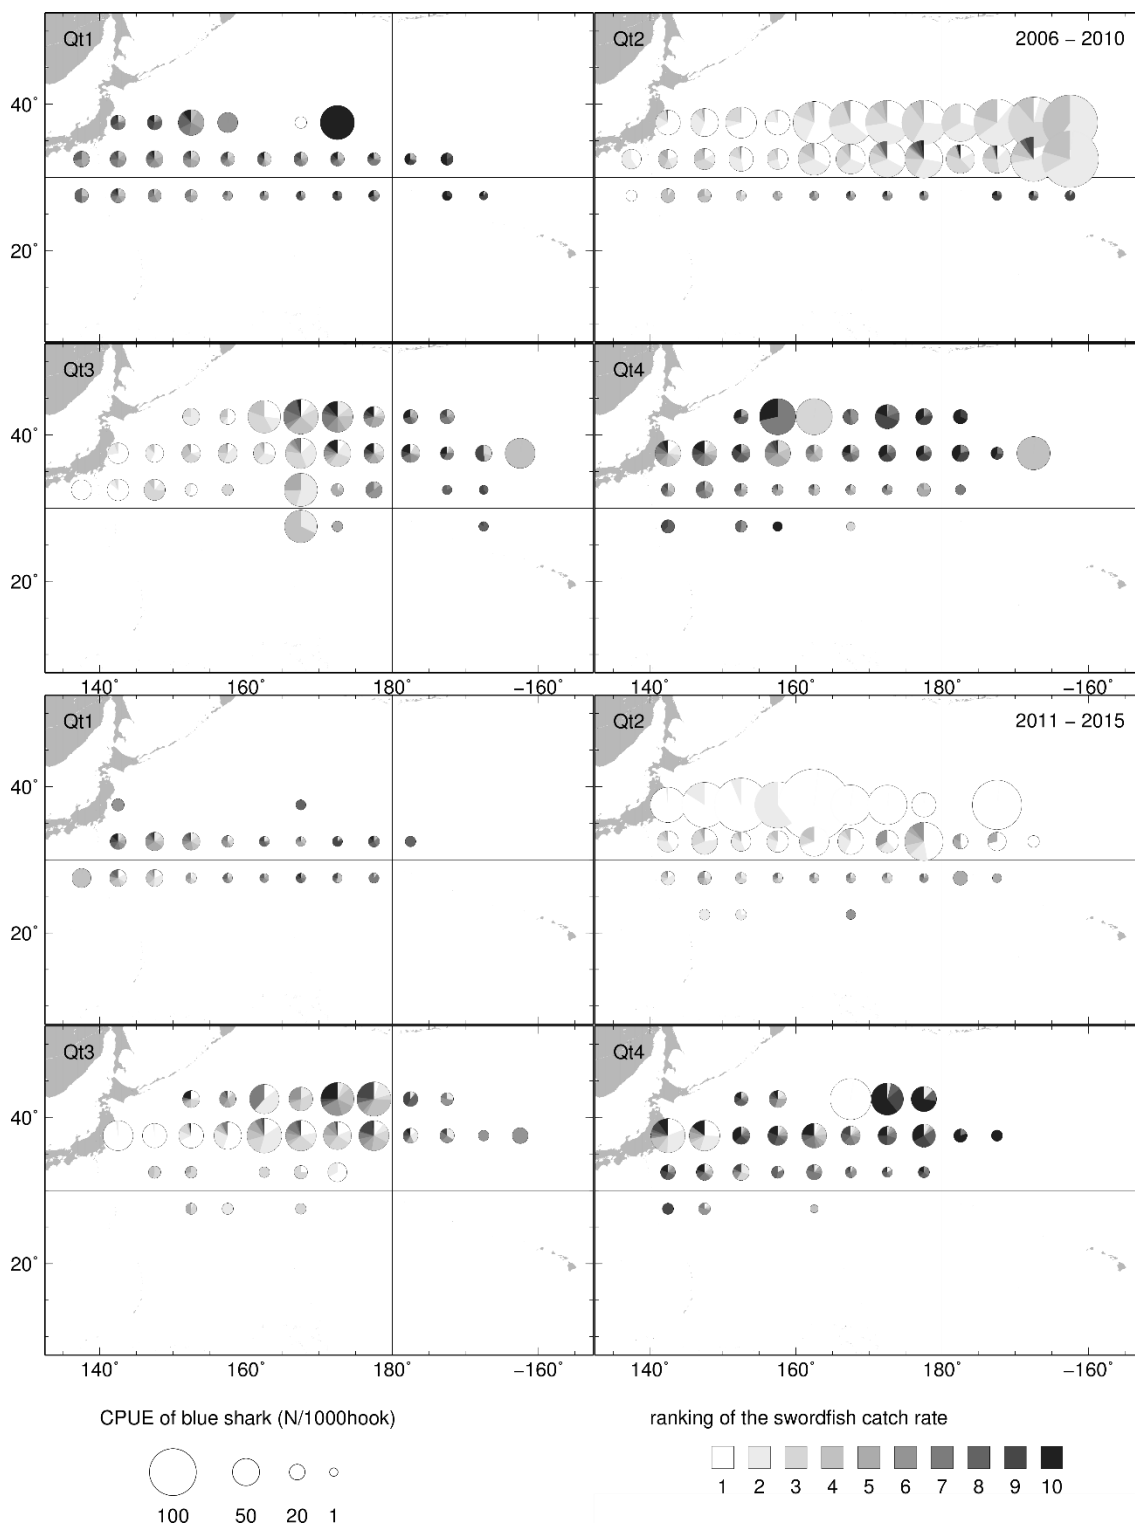 Qt1
Qt2
2006 – 2010
40°
20°
Qt3
Qt4
40°
20°
140°
160°
180°
−160°
140°
160°
180°
−160°
Qt1
Qt2
2011 – 2015
40°
20°
Qt3
Qt4
40°
20°
140°
160°
180°
−160°
140°
160°
180°
−160°
CPUE of blue shark (N/1000hook)
100 50 20 1
ranking of the swordfish catch rate
1 2 3 4 5 6 7 8 9 10